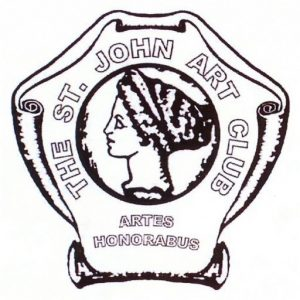 THE ST. JOHN ART CLUB
ARTES
HONORABUS